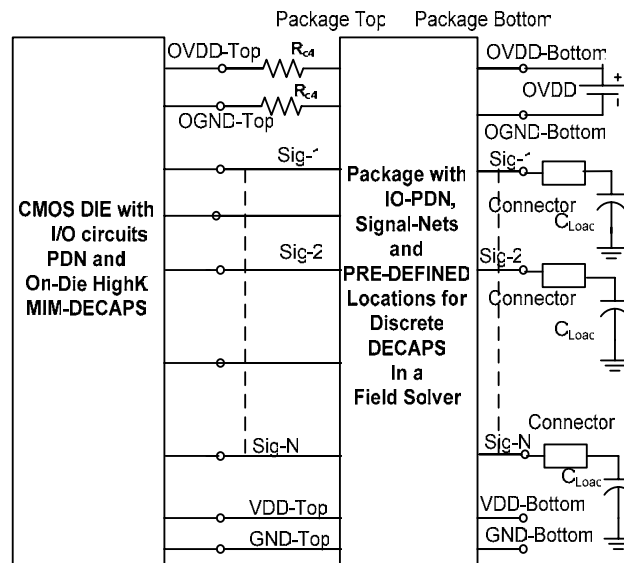 Package Top
Package Bottom
OVDD-Top
Rc4
OVDD-Bottom
OVDD
+
Rc4
OGND-Top
OGND-Bottom
Sig-1
Sig-1
CMOS DIE with
I/O circuits
PDN and
On-Die HighK
MIM-DECAPS
Package with
IO-PDN,
Signal-Nets
and
PRE-DEFINED
Locations for
Discrete
DECAPS
In a
Field Solver
Connector
CLoad
Sig-2
Sig-2
Connector
CLoad
Connector
Sig-N
Sig-N
CLoad
VDD-Top
VDD-Bottom
GND-Top
GND-Bottom